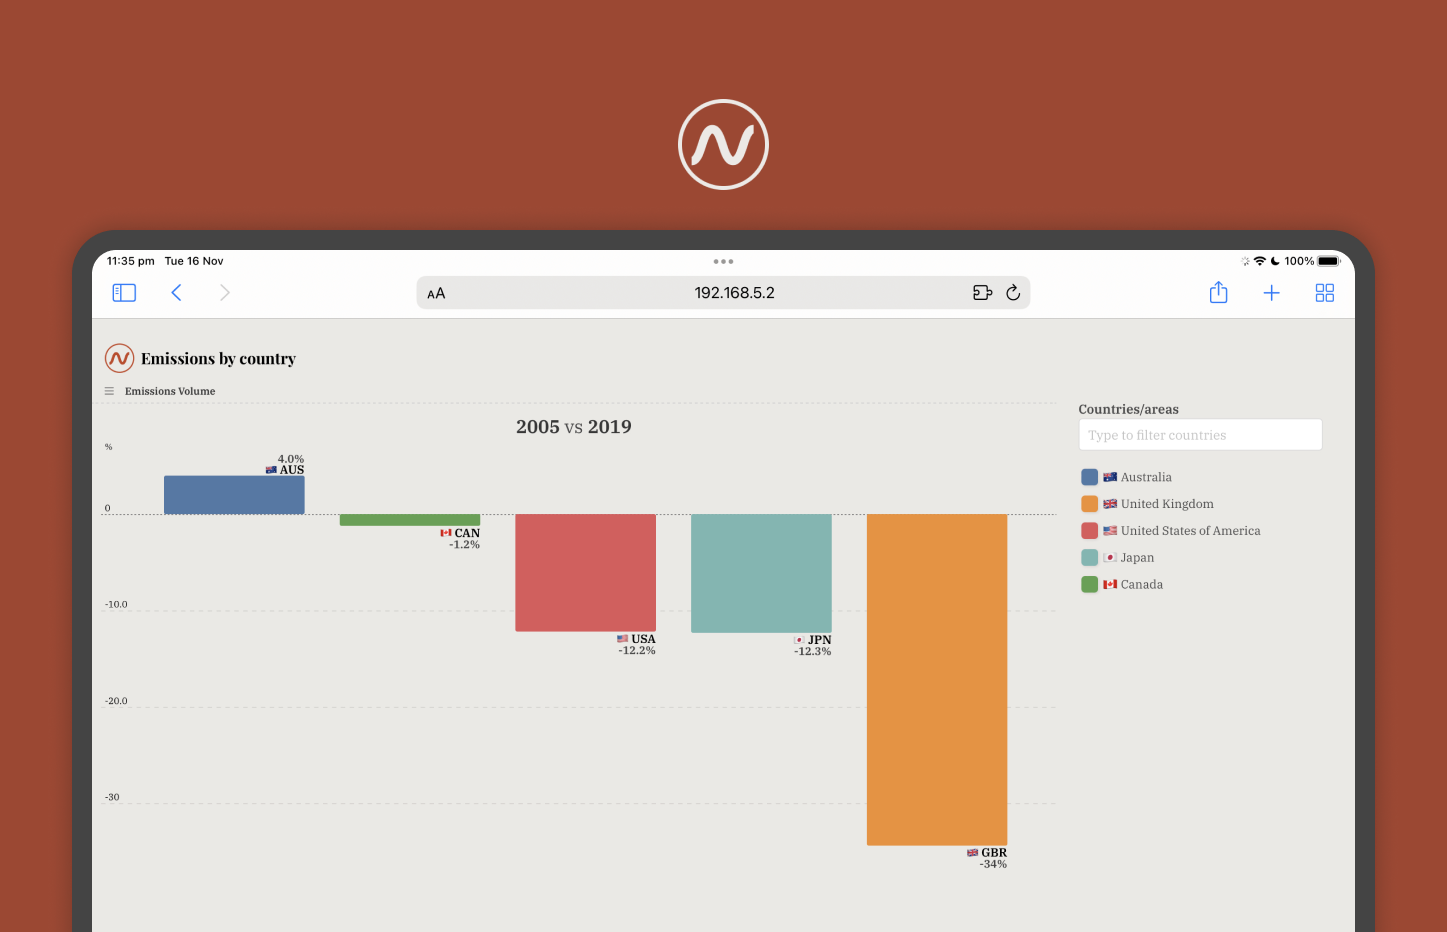 11:35 pm Tue 16 Nov
100%
AA
192.168.5.2
Emissions by country
Emissions Volume
2005 vs 2019
%
4.0%
AUS
0
CAN
-1.2%
-10.0
USA
-12.2%
JPN
-12.3%
-20.0
-30
GBR
-34%
Countries/areas
Type to filter countries
Australia
United Kingdom
United States of America
Japan
Canada